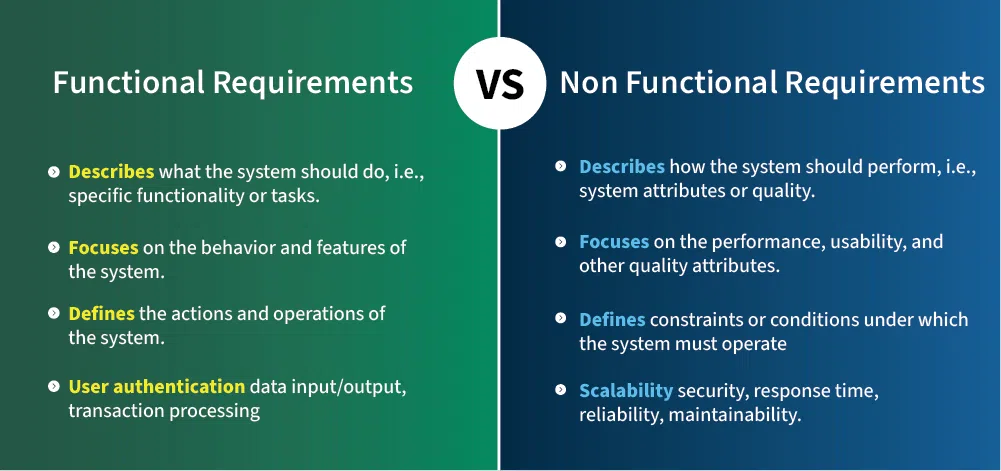 Functional Requirements
VS
Non Functional Requirements
Describes what the system should do, i.e.,
specific functionality or tasks.
Focuses on the behavior and features of
the system.
Defines the actions and operations of
the system.
User authentication data input/output,
transaction processing
Describes how the system should perform, i.e.,
system attributes or quality.
Focuses on the performance, usability, and
other quality attributes.
Defines constraints or conditions under which
the system must operate
Scalability security, response time,
reliability, maintainability.